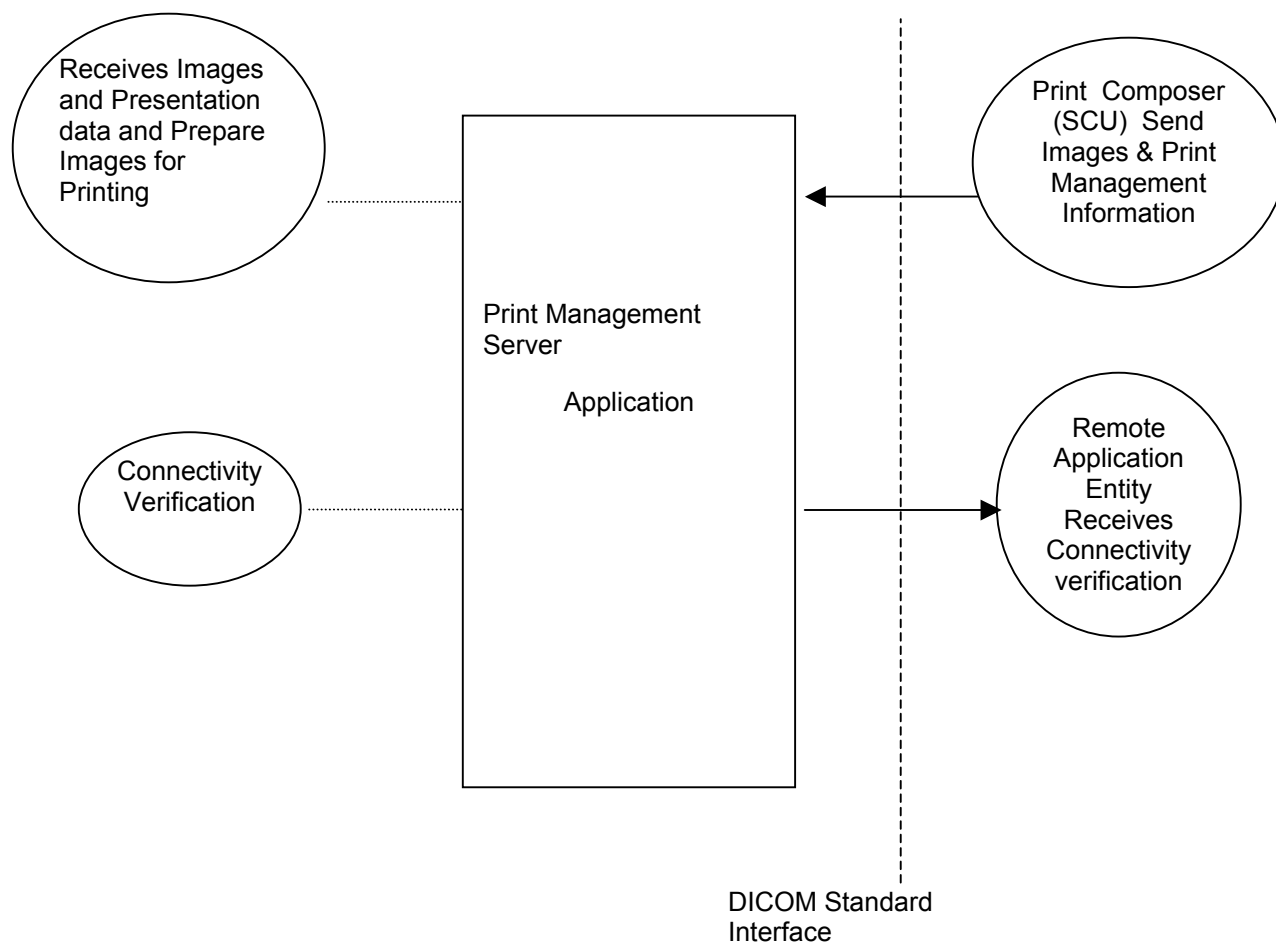 Receives Images
and Presentation
data and Prepare
Images for
Printing
Print Composer
(SCU) Send
Images & Print
Management
Information
Print Management
Server
Application
Connectivity
Verification
Remote
Application
Entity
Receives
Connectivity
verification
DICOM Standard
Interface